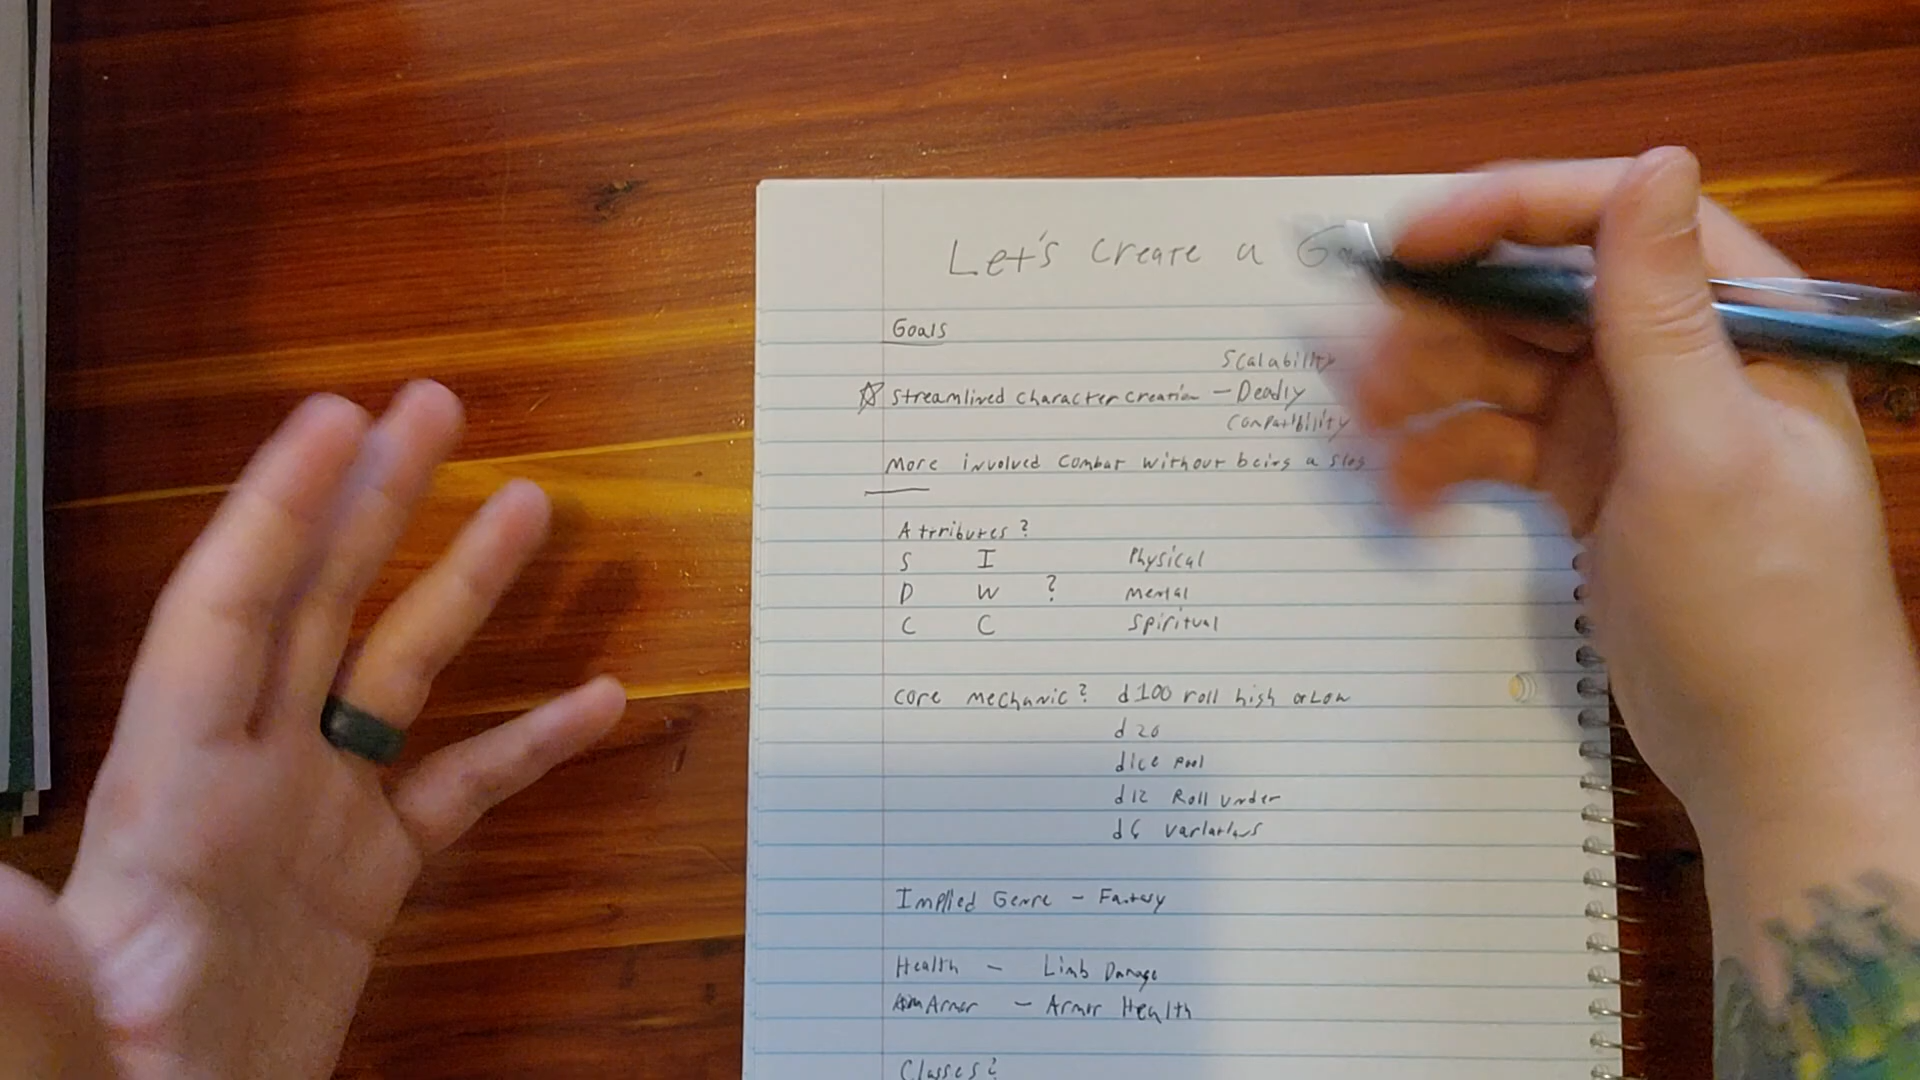 Let's Create a
Goals
Scalability
☆ Streamlined Character Creation — Deadly
Compatibility
More involved Combat without being a slog
Attributes?
S I Physical
D W ? Mental
C C Spiritual
Core Mechanic? d100 roll high or Low
d20
dice pool
d12 Roll under
d6 variations
Implied Genre - Fantasy
Health - Limb Damage
Armor - Armor Health
Classes?